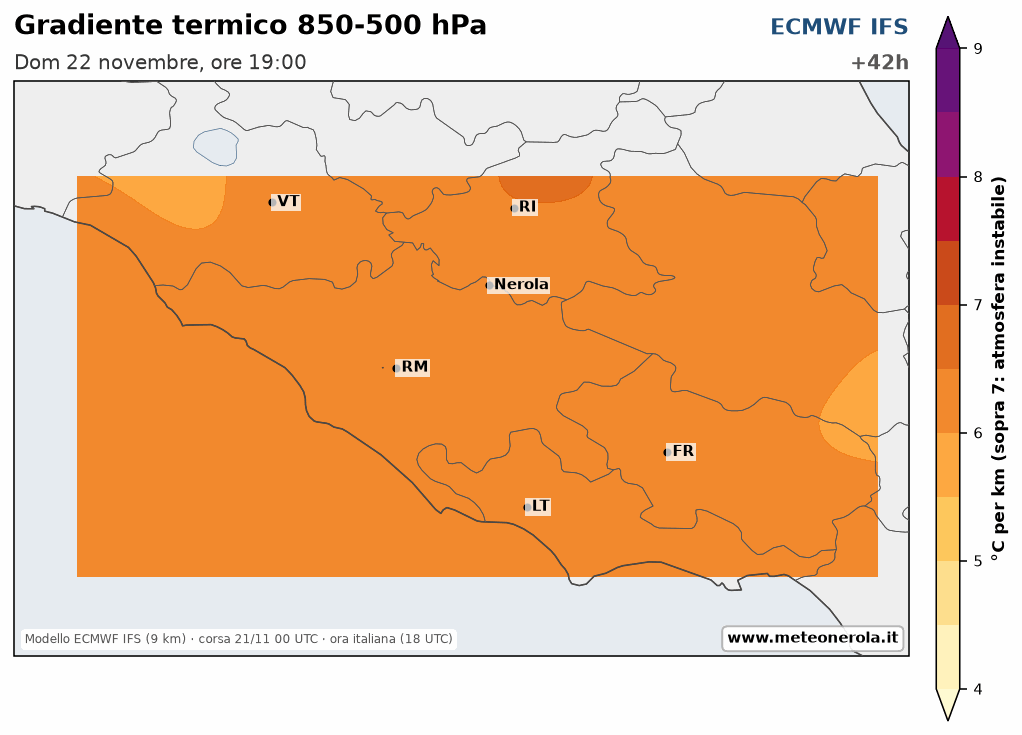 Gradiente termico 850-500 hPa
ECMWF IFS
Dom 22 novembre, ore 19:00
+42h
VT
RI
Nerola
RM
FR
LT
Modello ECMWF IFS (9 km) · corsa 21/11 00 UTC · ora italiana (18 UTC)
www.meteonerola.it
9
8
7
6
5
4
°C per km (sopra 7: atmosfera instabile)